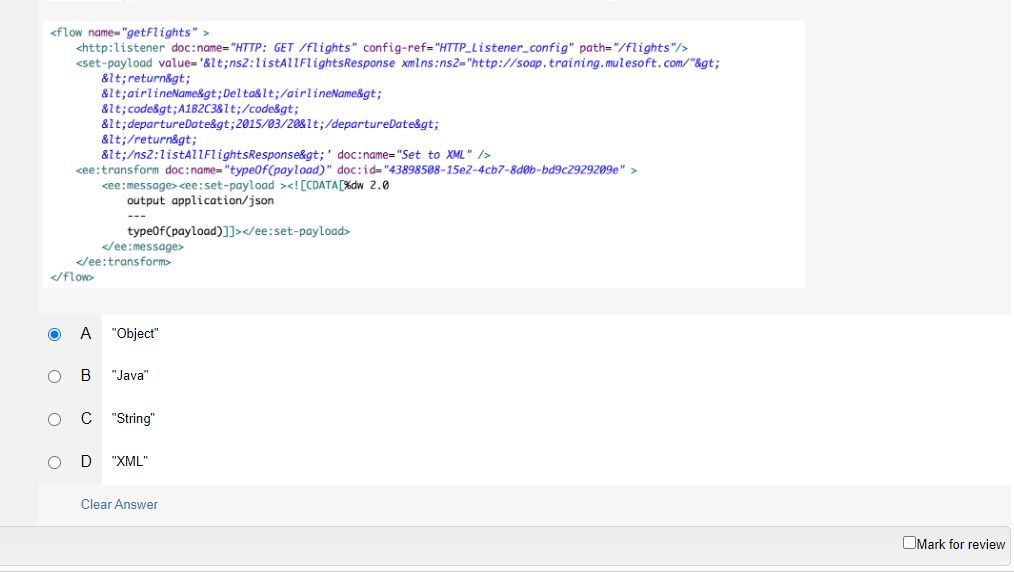 <flow name="getFlights" >
<http:listener doc:name="HTTP: GET /flights" config-ref="HTTP_Listener_config" path="/flights"/>
<set-payload value='&lt;ns2:listAllFlightsResponse xmlns:ns2="http://soap.training.mulesoft.com/"&gt;
&lt;return&gt;
&lt;airlineName&gt;Delta&lt;/airlineName&gt;
&lt;code&gt;A1B2C3&lt;/code&gt;
&lt;departureDate&gt;2015/03/20&lt;/departureDate&gt;
&lt;/return&gt;
&lt;/ns2:listAllFlightsResponse&gt;' doc:name="Set to XML" />
<ee:transform doc:name="typeOf(payload)" doc:id="43898508-15e2-4cb7-8d0b-bd9c2929209e" >
<ee:message><ee:set-payload ><![CDATA[%dw 2.0
output application/json
---
typeOf(payload)]]></ee:set-payload>
</ee:message>
</ee:transform>
</flow>
A "Object"
B "Java"
C "String"
D "XML"
Clear Answer
Mark for review